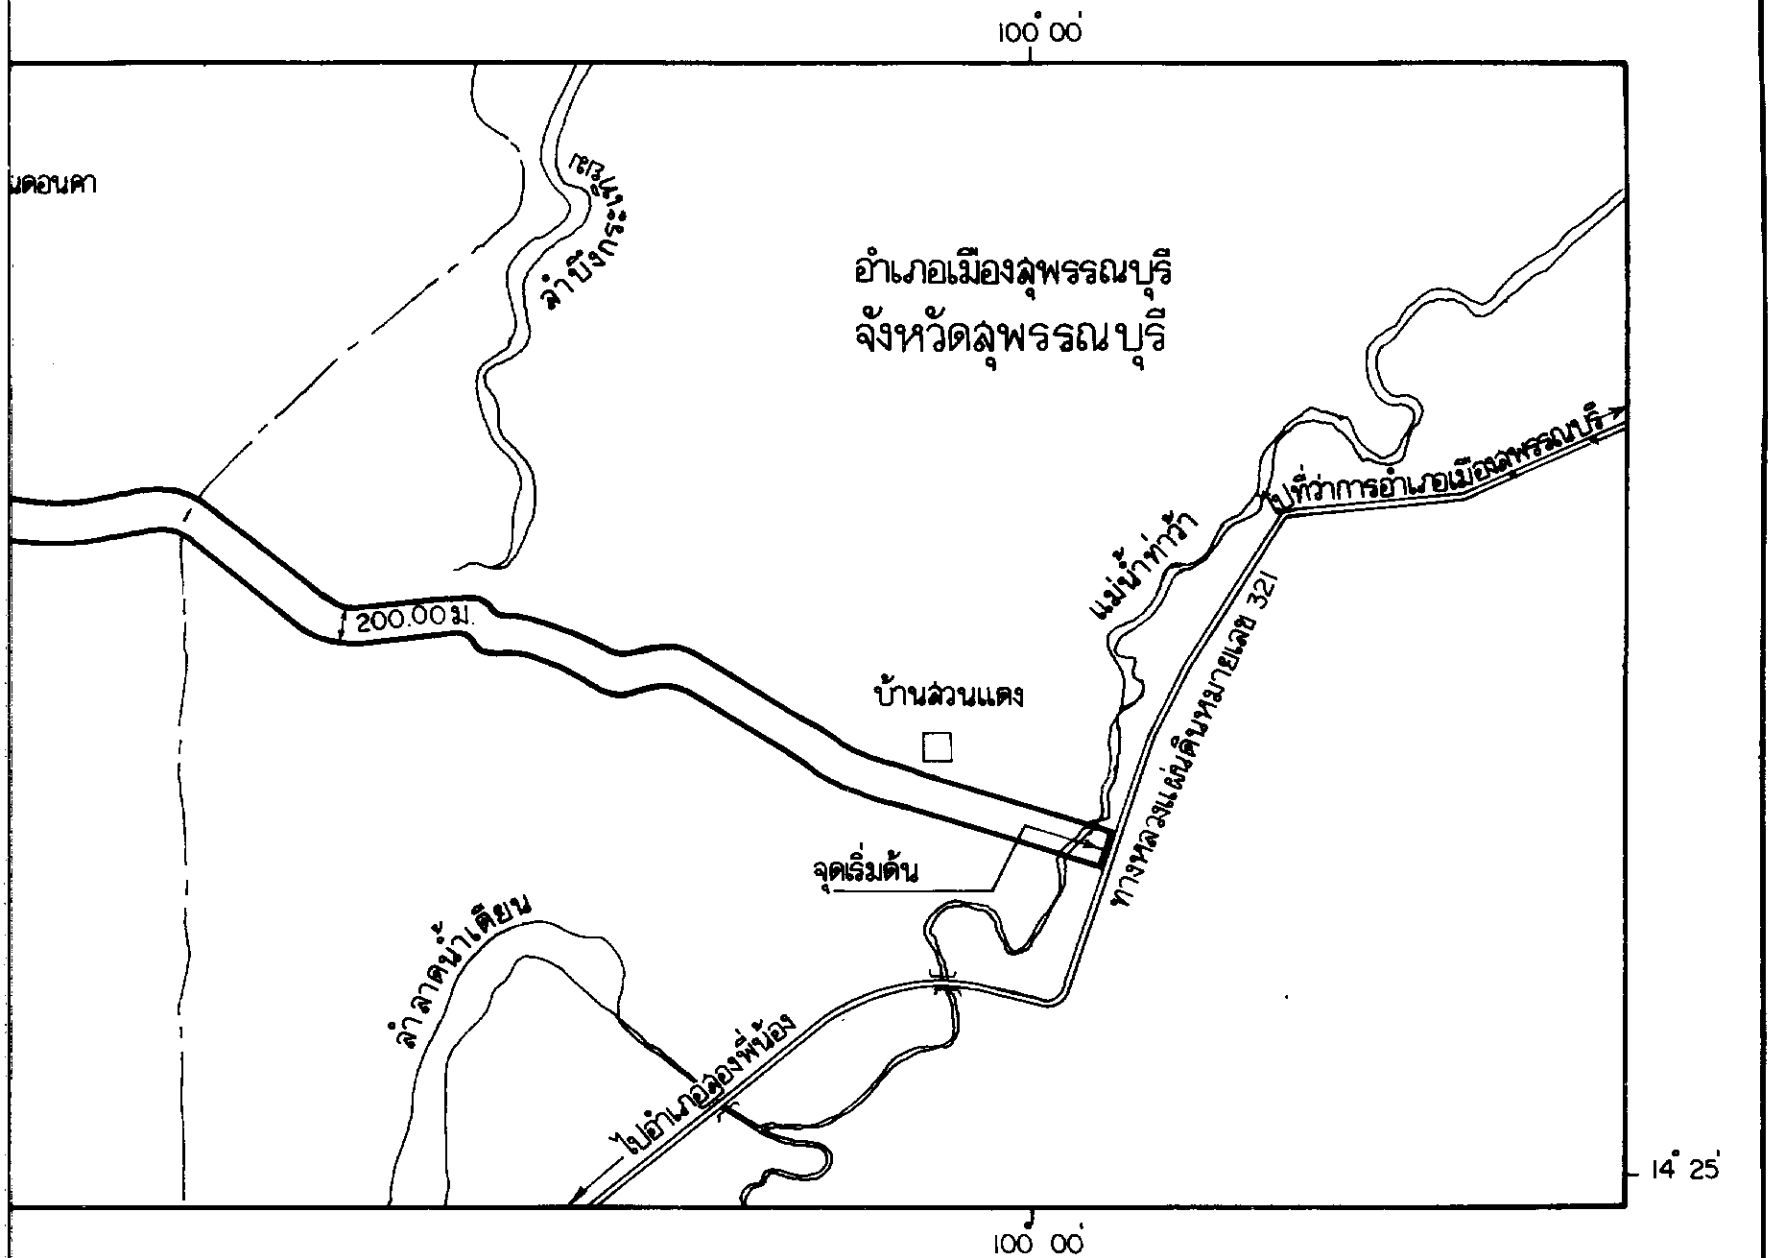 100° 00'
นดอนคา
ลำบึงกระ
อำเภอเมืองสุพรรณบุรี
จังหวัดสุพรรณบุรี
ไปที่ว่าการอำเภอเมืองสุพรรณบุรี
แม่น้ำท่าว้า
ทางหลวงแผ่นดินหมายเลข 321
200.00 ม.
บ้านสวนแตง
จุดเริ่มต้น
ลำลาดน้ำเตียน
ไปอำเภอสองพี่น้อง
14° 25'
100° 00'